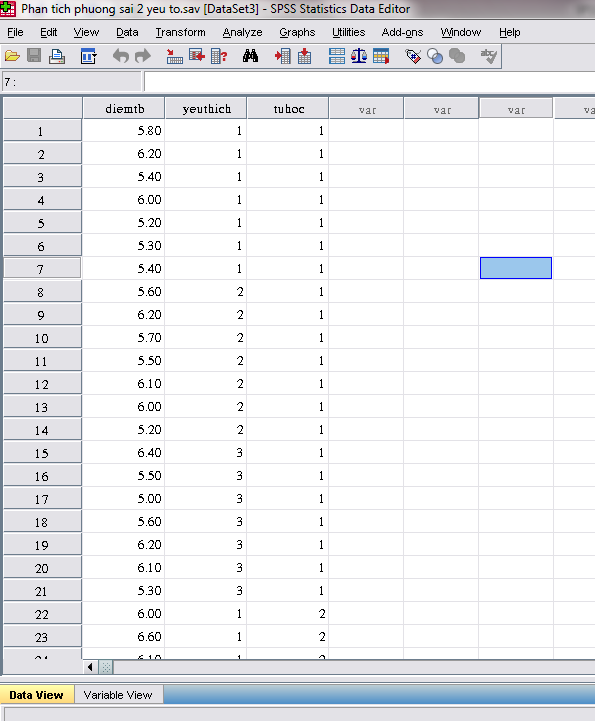 Phan tich phuong sai 2 yeu to.sav [DataSet3] - SPSS Statistics Data Editor
File Edit View Data Transform Analyze Graphs Utilities Add-ons Window Help
7 :
diemtb yeuthich tuhoc var var var va
1 5.80 1 1
2 6.20 1 1
3 5.40 1 1
4 6.00 1 1
5 5.20 1 1
6 5.30 1 1
7 5.40 1 1
8 5.60 2 1
9 6.20 2 1
10 5.70 2 1
11 5.50 2 1
12 6.10 2 1
13 6.00 2 1
14 5.20 2 1
15 6.40 3 1
16 5.50 3 1
17 5.00 3 1
18 5.60 3 1
19 6.20 3 1
20 6.10 3 1
21 5.30 3 1
22 6.00 1 2
23 6.60 1 2
24 6.10 1 2
Data View Variable View